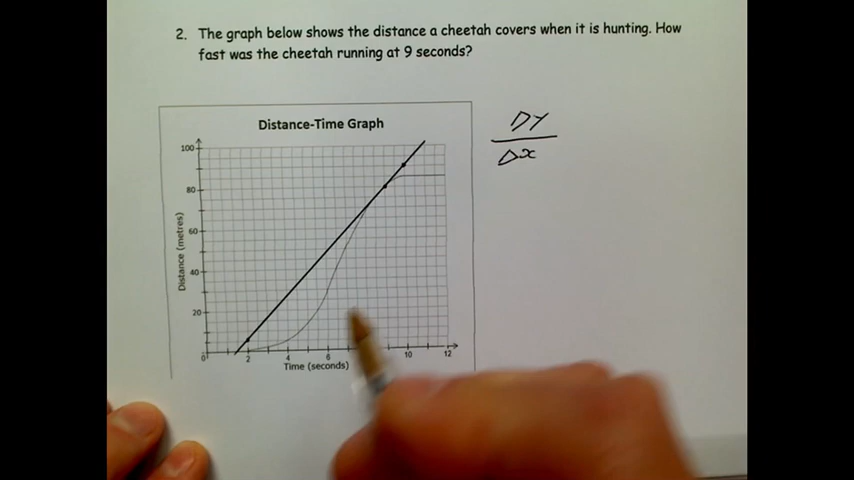 2. The graph below shows the distance a cheetah covers when it is hunting. How
fast was the cheetah running at 9 seconds?
Distance-Time Graph
ΔY
Δx
100
80
60
40
20
0
2
4
6
10
12
Distance (metres)
Time (seconds)